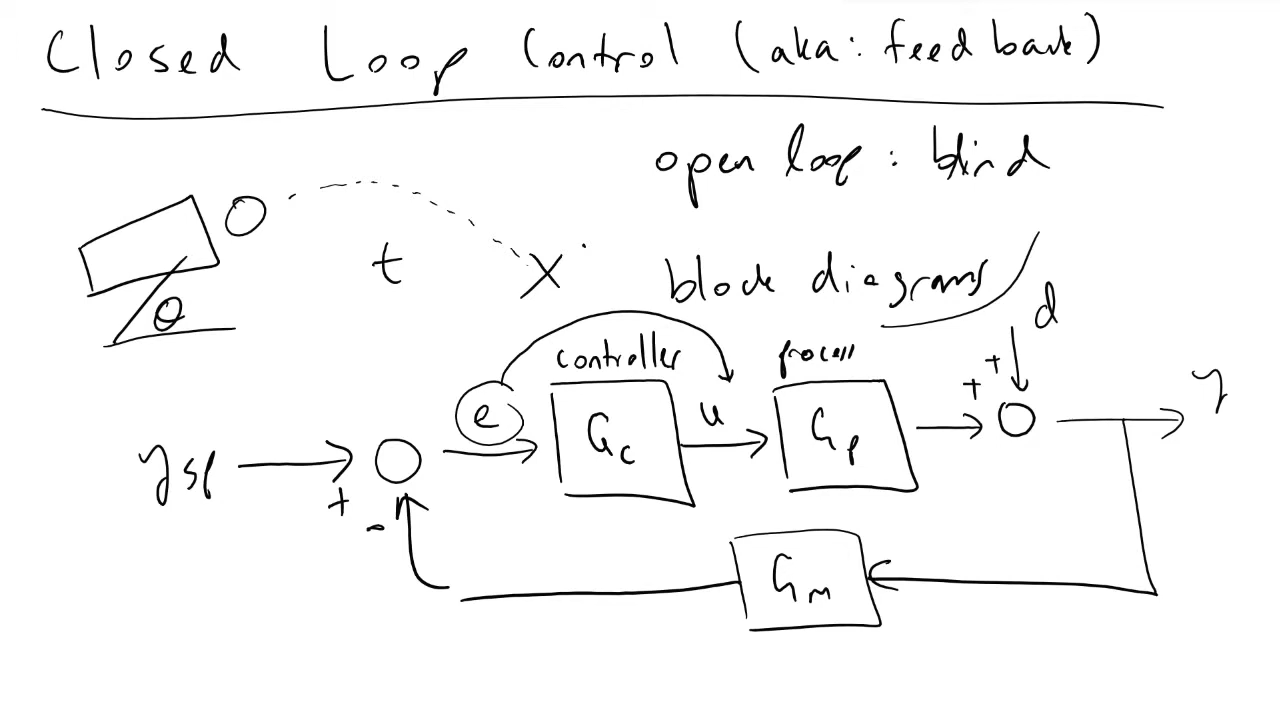 Closed Loop Control (aka: feedback)
open loop: blind
t
x
θ
block diagrams
d
controller
process
+
+
e
u
y
Gc
Gp
ysp
+
-
Gm